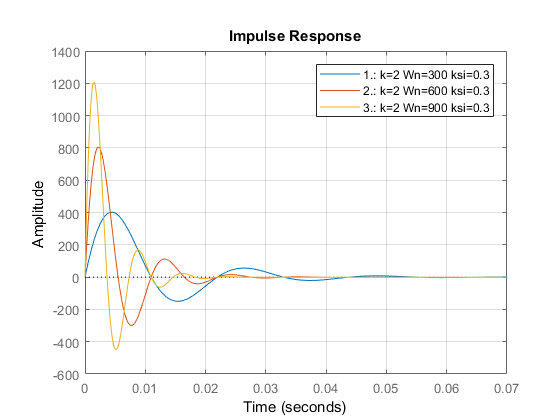 Impulse Response
1400
1200
1000
800
600
400
200
0
-200
-400
-600
Amplitude
1.: k=2 Wn=300 ksi=0.3
2.: k=2 Wn=600 ksi=0.3
3.: k=2 Wn=900 ksi=0.3
0 0.01 0.02 0.03 0.04 0.05 0.06 0.07
Time (seconds)